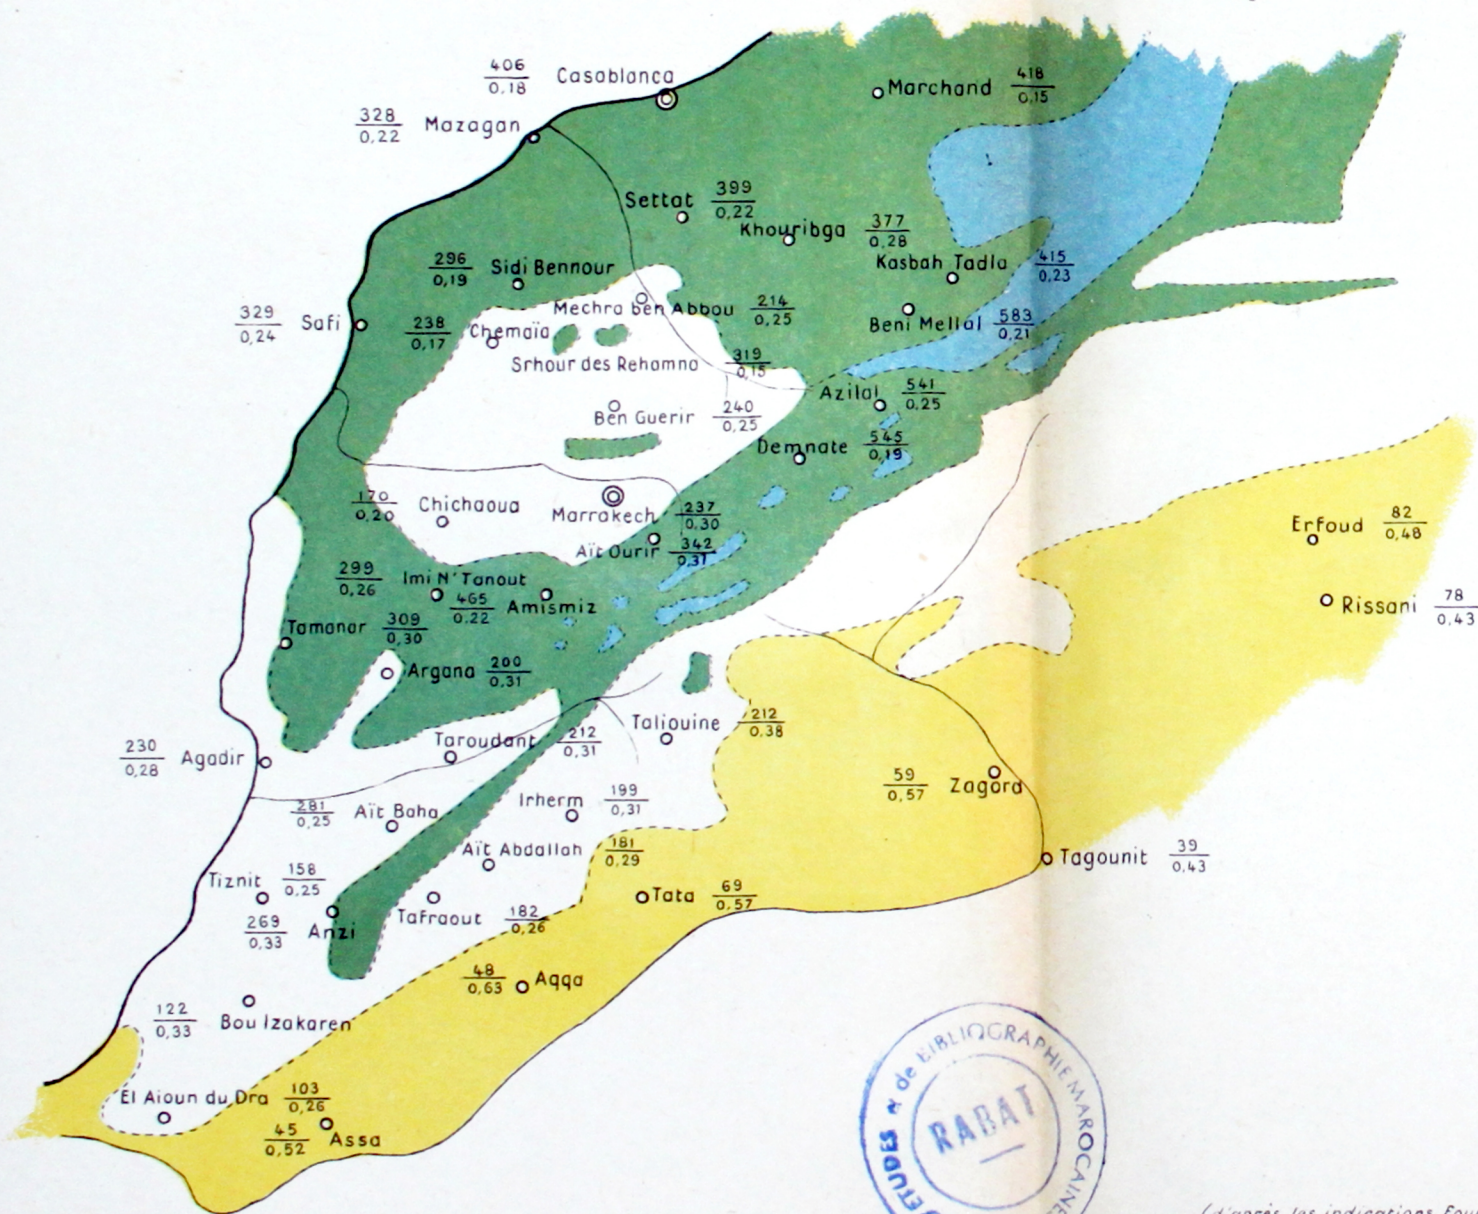 406
0,18
Casablanca
328
0,22
Mazagan
Marchand
418
0,15
Settat
399
0,22
Khouribga
377
0,28
Kasbah Tadla
415
0,23
296
0,19
Sidi Bennour
Mechra ben Abbou
214
0,25
Beni Mellal
583
0,21
329
0,24
Safi
238
0,17
Chemaïa
Srhour des Rehamna
319
0,15
Azilal
541
0,25
Ben Guerir
240
0,25
Demnate
545
0,19
170
0,20
Chichaoua
Marrakech
237
0,30
Aït Ourir
342
0,31
Erfoud
82
0,48
299
0,26
Imi N'Tanout
465
0.22
Amismiz
Rissani
78
0,43
Tamanar
309
0,30
Argana
200
0,31
Taliouine
212
0,38
230
0,28
Agadir
Taroudant
212
0,31
59
0,57
Zagora
281
0,25
Aït Baha
Irherm
199
0,31
Aït Abdallah
181
0,29
Tagounit
39
0,43
Tiznit
158
0,25
Tata
69
0,57
269
0,33
Anzi
Tafraout
182
0,26
48
0,63
Aqqa
122
0,33
Bou Izakaren
El Aioun du Dra
103
0,26
45
0,52
Assa
ETUDES & de BIBLIOGRAPHIE MAROCAINE
RABAT
(d'après les indications